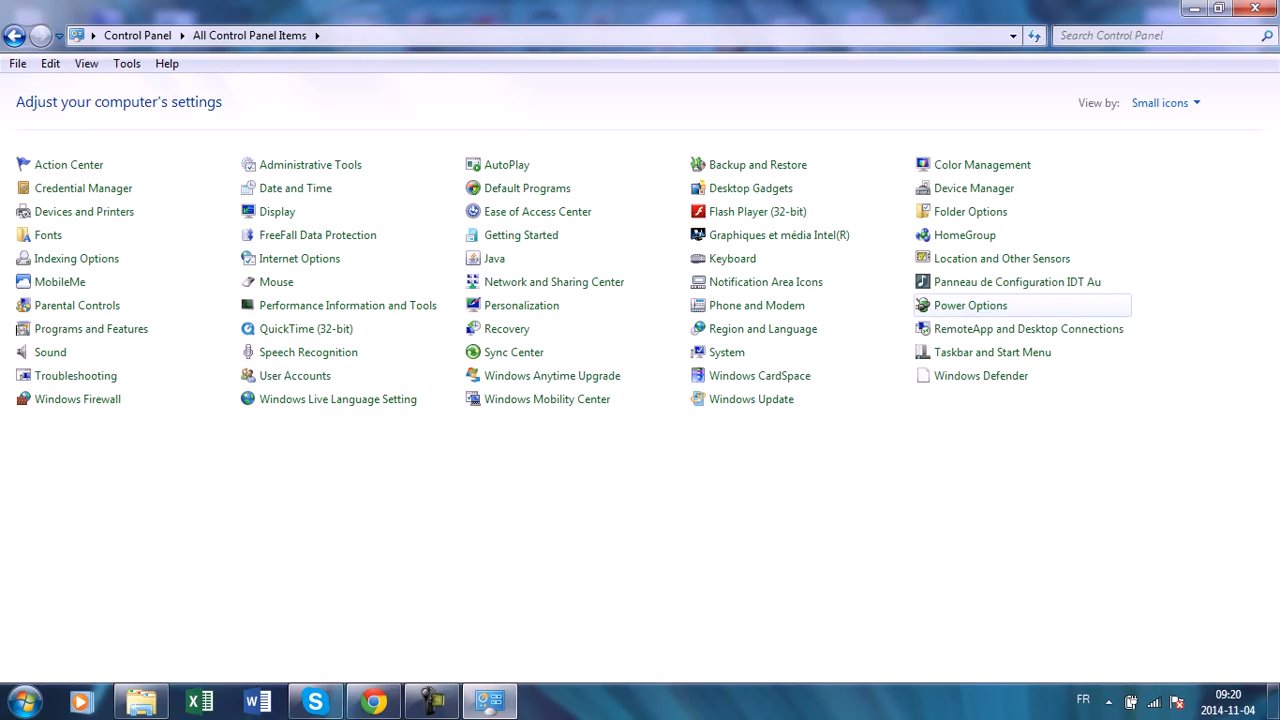 Control Panel All Control Panel Items Search Control Panel
File Edit View Tools Help
Adjust your computer's settings View by: Small icons
Action Center Administrative Tools AutoPlay Backup and Restore Color Management
Credential Manager Date and Time Default Programs Desktop Gadgets Device Manager
Devices and Printers Display Ease of Access Center Flash Player (32-bit) Folder Options
Fonts FreeFall Data Protection Getting Started Graphiques et média Intel(R) HomeGroup
Indexing Options Internet Options Java Keyboard Location and Other Sensors
MobileMe Mouse Network and Sharing Center Notification Area Icons Panneau de Configuration IDT Au
Parental Controls Performance Information and Tools Personalization Phone and Modem Power Options
Programs and Features QuickTime (32-bit) Recovery Region and Language RemoteApp and Desktop Connections
Sound Speech Recognition Sync Center System Taskbar and Start Menu
Troubleshooting User Accounts Windows Anytime Upgrade Windows CardSpace Windows Defender
Windows Firewall Windows Live Language Setting Windows Mobility Center Windows Update
FR 09:20
2014-11-04